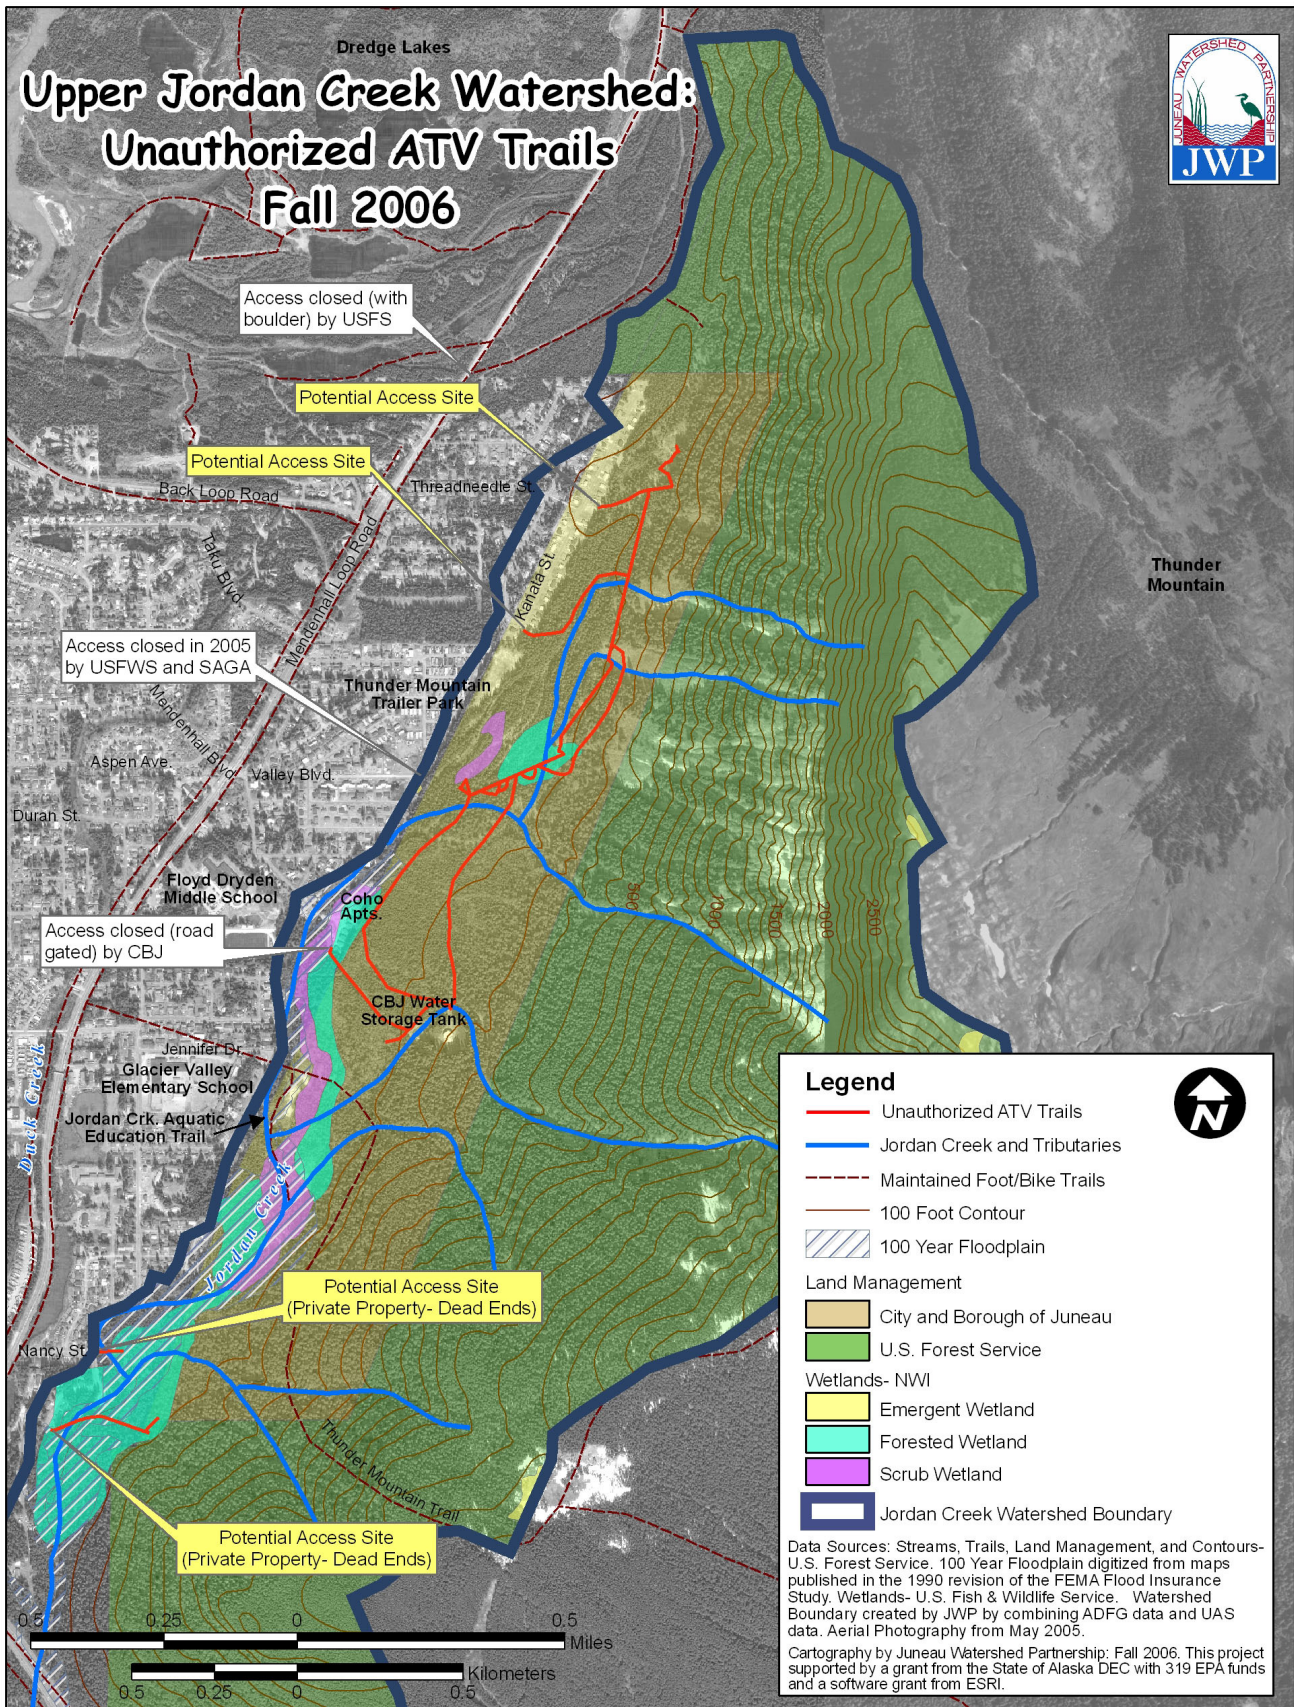 Dredge Lakes
Upper Jordan Creek Watershed:
Unauthorized ATV Trails
Fall 2006
JUNEAU WATERSHED PARTNERSHIP
JWP
Access closed (with
boulder) by USFS
Potential Access Site
Potential Access Site
Threadneedle St.
Back Loop Road
Taku Blvd.
Mendenhall Loop Road
Kanata St.
Thunder
Mountain
Access closed in 2005
by USFWS and SAGA
Thunder Mountain
Trailer Park
Mendenhall Blvd.
Aspen Ave.
Valley Blvd.
Duran St.
Floyd Dryden
Middle School
Coho
Apts.
500
1000
1500
2000
2500
Access closed (road
gated) by CBJ
CBJ Water
Storage Tank
Jennifer Dr.
Glacier Valley
Elementary School
Jordan Crk. Aquatic
Education Trail
Duck Creek
Jordan Creek
Potential Access Site
(Private Property- Dead Ends)
Nancy St.
Thunder Mountain Trail
Potential Access Site
(Private Property- Dead Ends)
0.5 0.25 0 0.5
Miles
Kilometers
0.5 0.25 0 0.5
Legend
N
Unauthorized ATV Trails
Jordan Creek and Tributaries
Maintained Foot/Bike Trails
100 Foot Contour
100 Year Floodplain
Land Management
City and Borough of Juneau
U.S. Forest Service
Wetlands- NWI
Emergent Wetland
Forested Wetland
Scrub Wetland
Jordan Creek Watershed Boundary
Data Sources: Streams, Trails, Land Management, and Contours-
U.S. Forest Service. 100 Year Floodplain digitized from maps
published in the 1990 revision of the FEMA Flood Insurance
Study. Wetlands- U.S. Fish & Wildlife Service. Watershed
Boundary created by JWP by combining ADFG data and UAS
data. Aerial Photography from May 2005.
Cartography by Juneau Watershed Partnership: Fall 2006. This project
supported by a grant from the State of Alaska DEC with 319 EPA funds
and a software grant from ESRI.